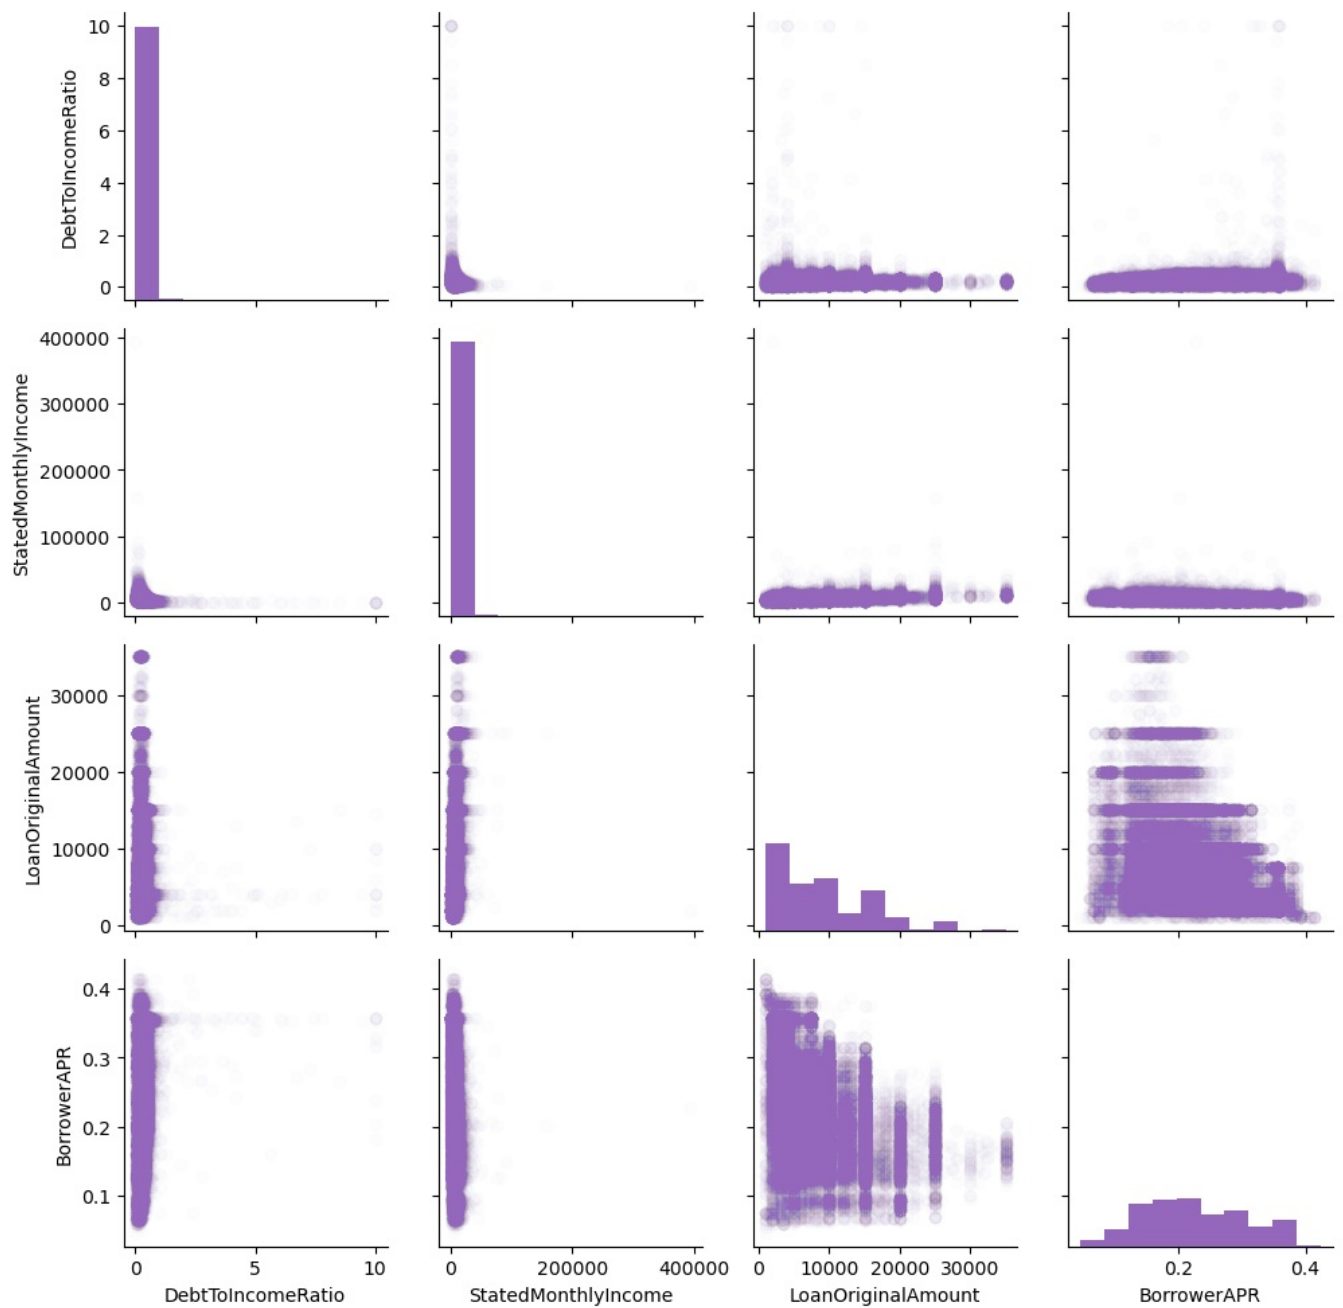 10
8
6
4
2
0
DebtToIncomeRatio
400000
300000
200000
100000
0
StatedMonthlyIncome
30000
20000
10000
0
LoanOriginalAmount
0.4
0.3
0.2
0.1
BorrowerAPR
0 5 10
0 200000 400000
0 10000 20000 30000
0.2 0.4
DebtToIncomeRatio
StatedMonthlyIncome
LoanOriginalAmount
BorrowerAPR